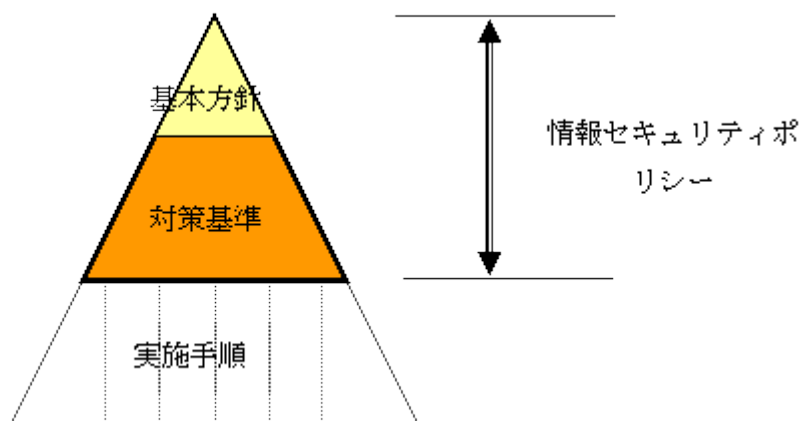 基本方針
情報セキュリティポ
リシー
対策基準
実施手順